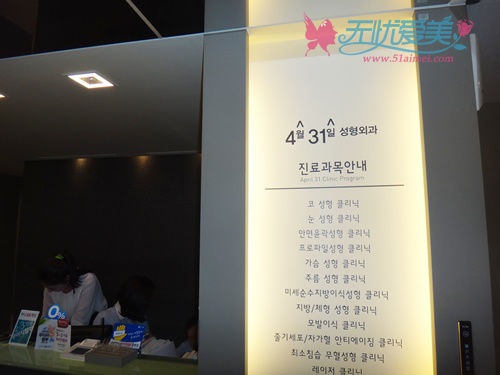 无忧爱美
www.51aimei.com
4월 31일 성형외과
진료과목안내
April 31 Clinic Program
코 성형 클리닉
눈 성형 클리닉
안면윤곽성형 클리닉
프로파일성형 클리닉
가슴 성형 클리닉
주름 성형 클리닉
미세순수지방이식성형 클리닉
지방/체형 성형 클리닉
모발이식 클리닉
줄기세포/자가혈 안티에이징 클리닉
최소침습 무혈성형 클리닉
레이저 클리닉
0%